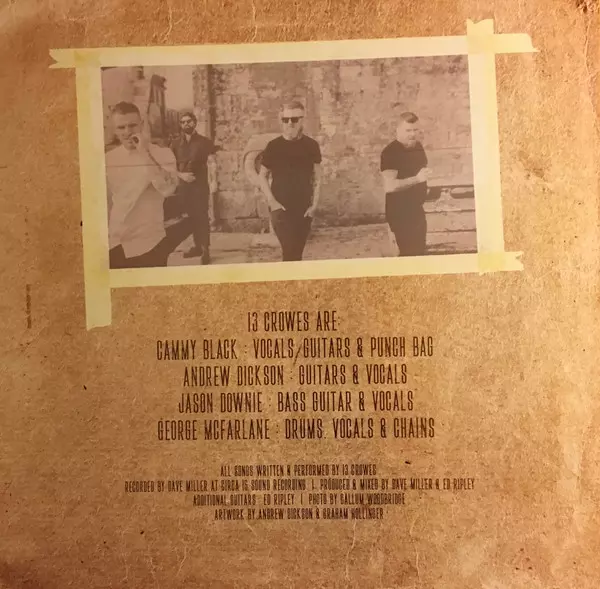 13 CROWES ARE:
CAMMY BLACK : VOCALS/GUITARS & PUNCH BAG
ANDREW DICKSON : GUITARS & VOCALS
JASON DOWNIE : BASS GUITAR & VOCALS
GEORGE MCFARLANE : DRUMS, VOCALS & CHAINS
ALL SONGS WRITTEN & PERFORMED BY 13 CROWES
RECORDED BY DAVE MILLER AT CIRCA 16 SOUND RECORDING | PRODUCED & MIXED BY DAVE MILLER & ED RIPLEY
ADDITIONAL GUITARS : ED RIPLEY | PHOTO BY CALLUM WOODBRIDGE
ARTWORK BY ANDREW DICKSON & GRAHAM